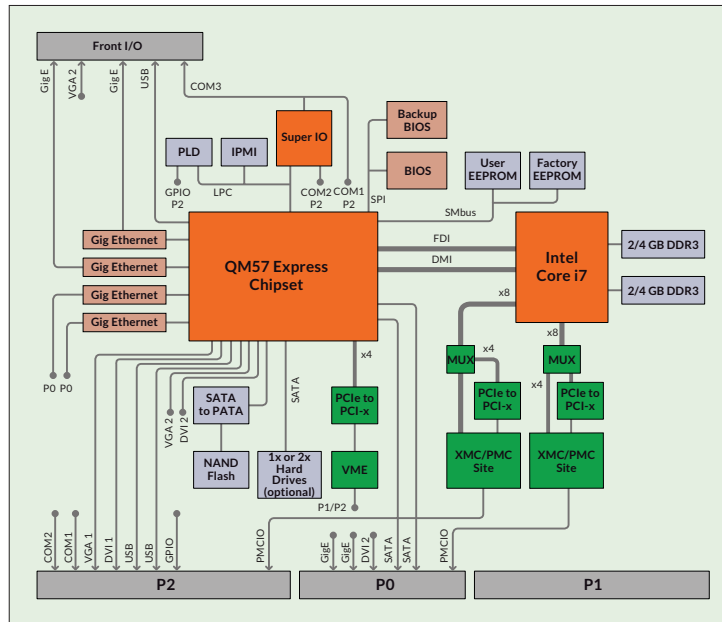 Front I/O
GigE
VGA 2
GigE
USB
COM3
Super IO
Backup
BIOS
BIOS
PLD
IPMI
User
EEPROM
Factory
EEPROM
GPIO
P2
LPC
COM2
P2
COM1
P2
SPI
SMbus
Gig Ethernet
Gig Ethernet
Gig Ethernet
Gig Ethernet
QM57 Express
Chipset
FDI
DMI
Intel
Core i7
2/4 GB DDR3
2/4 GB DDR3
x8
x8
MUX
x4
MUX
x4
P0
P0
x4
VGA 2
DVI 2
SATA
to PATA
SATA
PCIe to
PCI-x
PCIe to
PCI-x
PCIe to
PCI-x
NAND
Flash
1x or 2x
Hard
Drives
(optional)
VME
XMC/PMC
Site
XMC/PMC
Site
P1/P2
COM2
COM1
VGA 1
DVI 1
USB
USB
GPIO
PMCIO
GigE
GigE
DVI 2
SATA
SATA
PMCIO
P2
P0
P1